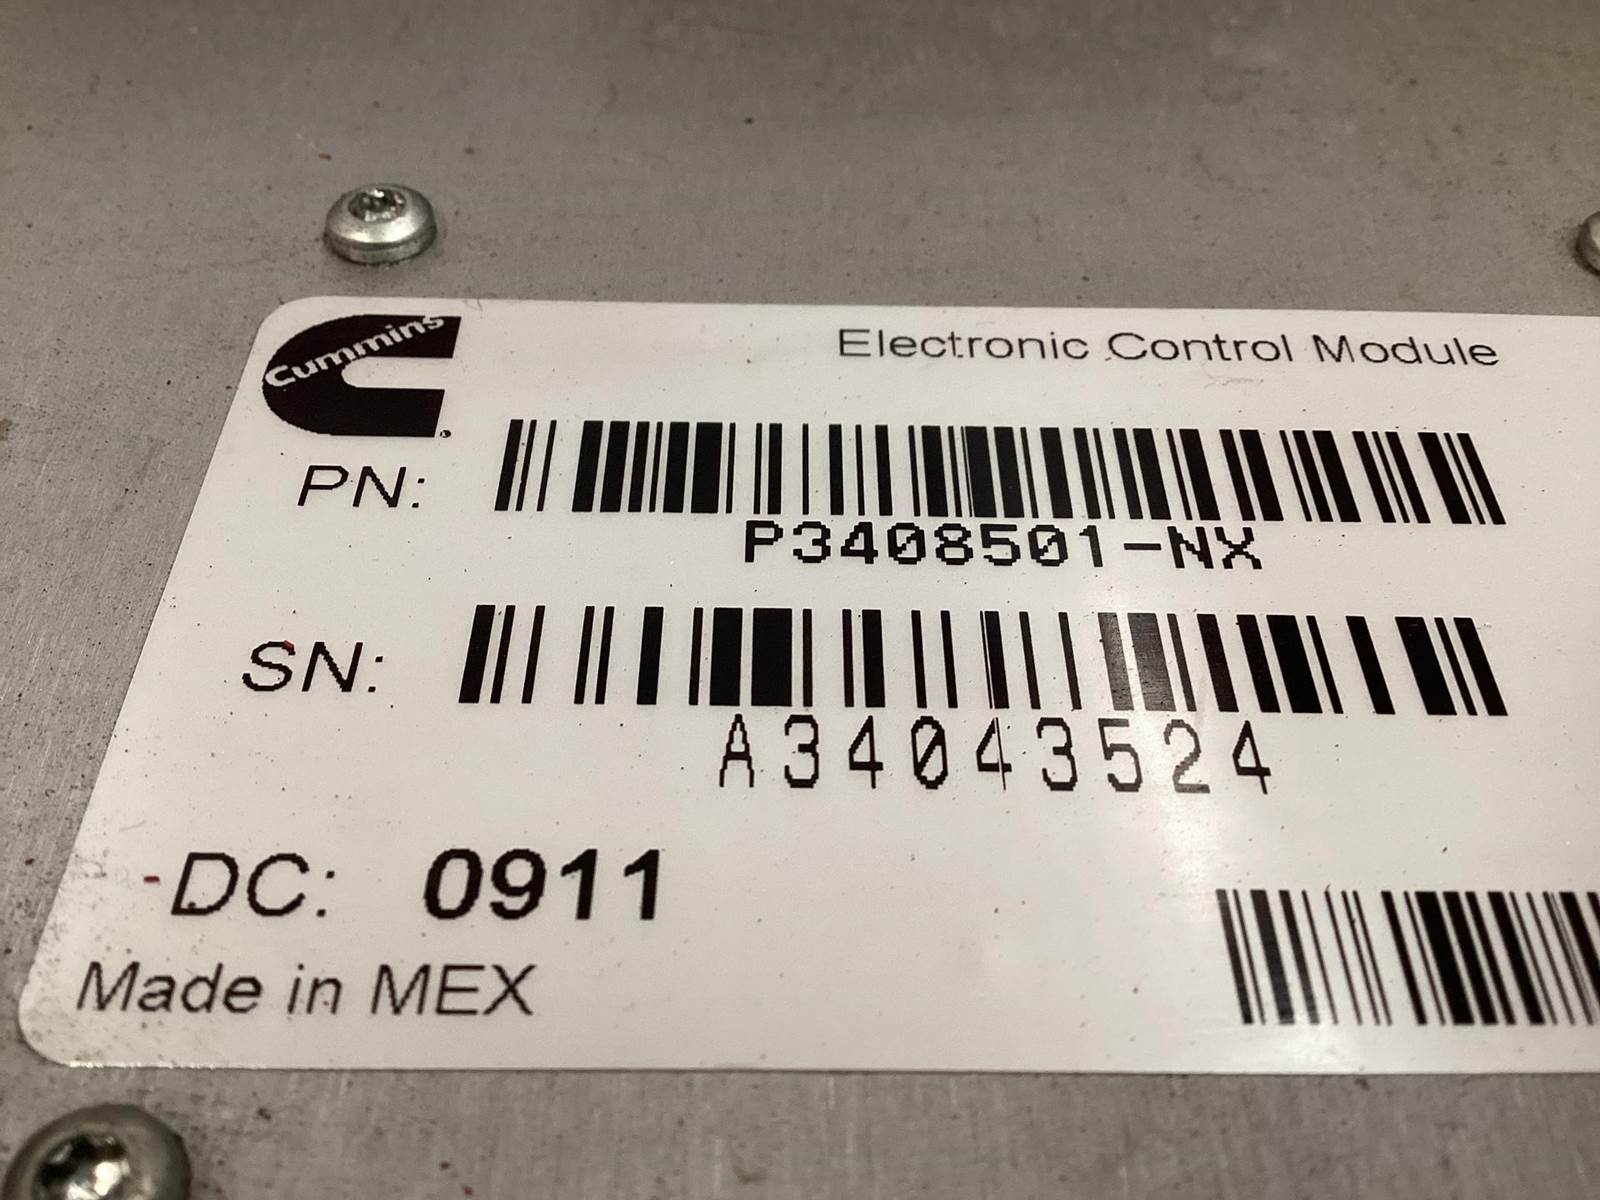 Cummins
Electronic Control Module
PN:
P3408501-NX
SN:
A34043524
DC: 0911
Made in MEX